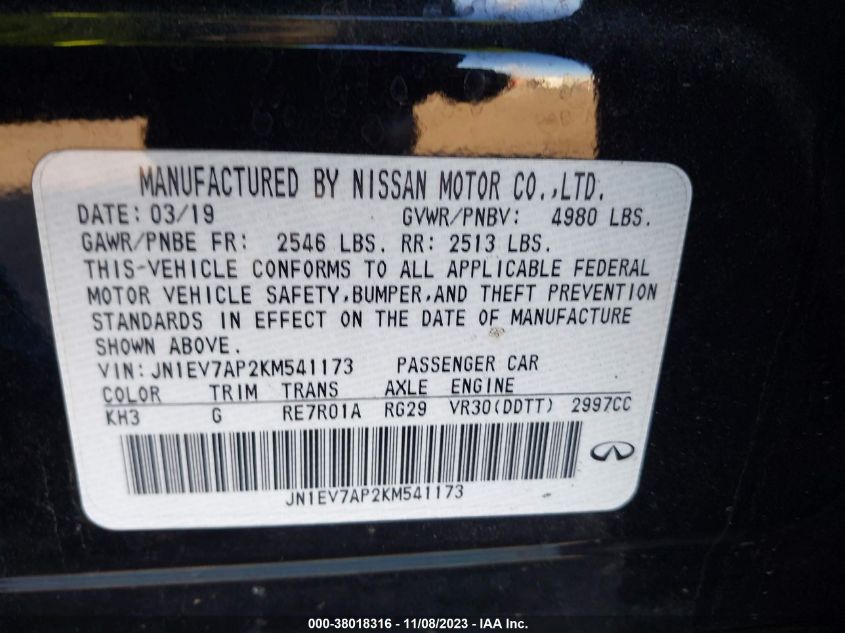 MANUFACTURED BY NISSAN MOTOR CO.,LTD.
DATE: 03/19 GVWR/PNBV: 4980 LBS.
GAWR/PNBE FR: 2546 LBS. RR: 2513 LBS.
THIS-VEHICLE CONFORMS TO ALL APPLICABLE FEDERAL
MOTOR VEHICLE SAFETY,BUMPER,AND THEFT PREVENTION
STANDARDS IN EFFECT ON THE DATE OF MANUFACTURE
SHOWN ABOVE.
VIN: JN1EV7AP2KM541173 PASSENGER CAR
COLOR TRIM TRANS AXLE ENGINE
KH3 G RE7R01A RG29 VR30(DDTT) 2997CC
JN1EV7AP2KM541173
000-38018316 - 11/08/2023 - IAA Inc.